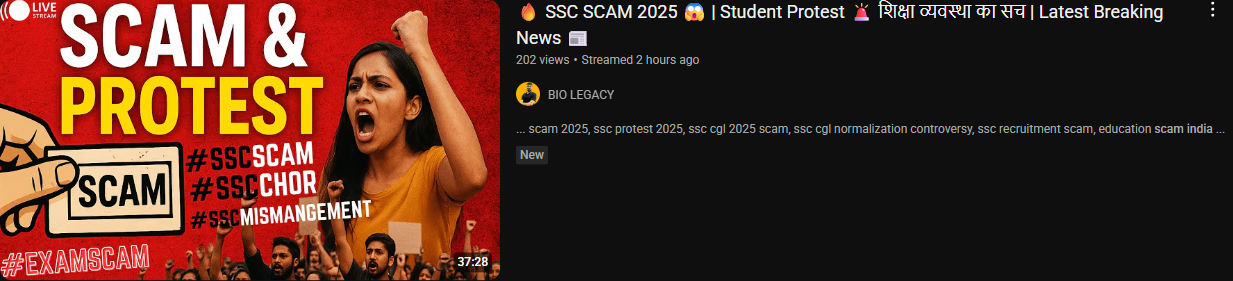 LIVE
STREAM
SCAM &
PROTEST
SCAM
#SSCSCAM
#SSCCHOR
#SSCMISMANGEMENT
#EXAMSCAM
37:28
🔥 SSC SCAM 2025 😱 | Student Protest 🚨 शिक्षा व्यवस्था का सच | Latest Breaking
News 📰
202 views • Streamed 2 hours ago
BIO LEGACY
... scam 2025, ssc protest 2025, ssc cgl 2025 scam, ssc cgl normalization controversy, ssc recruitment scam, education scam india ...
New